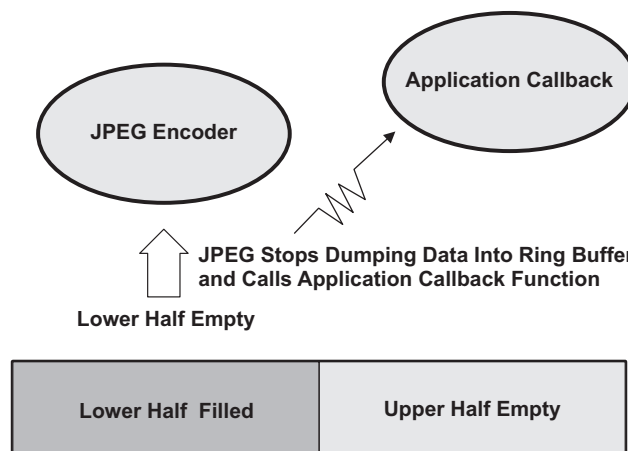 Application Callback
JPEG Encoder
JPEG Stops Dumping Data Into Ring Buffer
and Calls Application Callback Function
Lower Half Empty
Lower Half Filled
Upper Half Empty